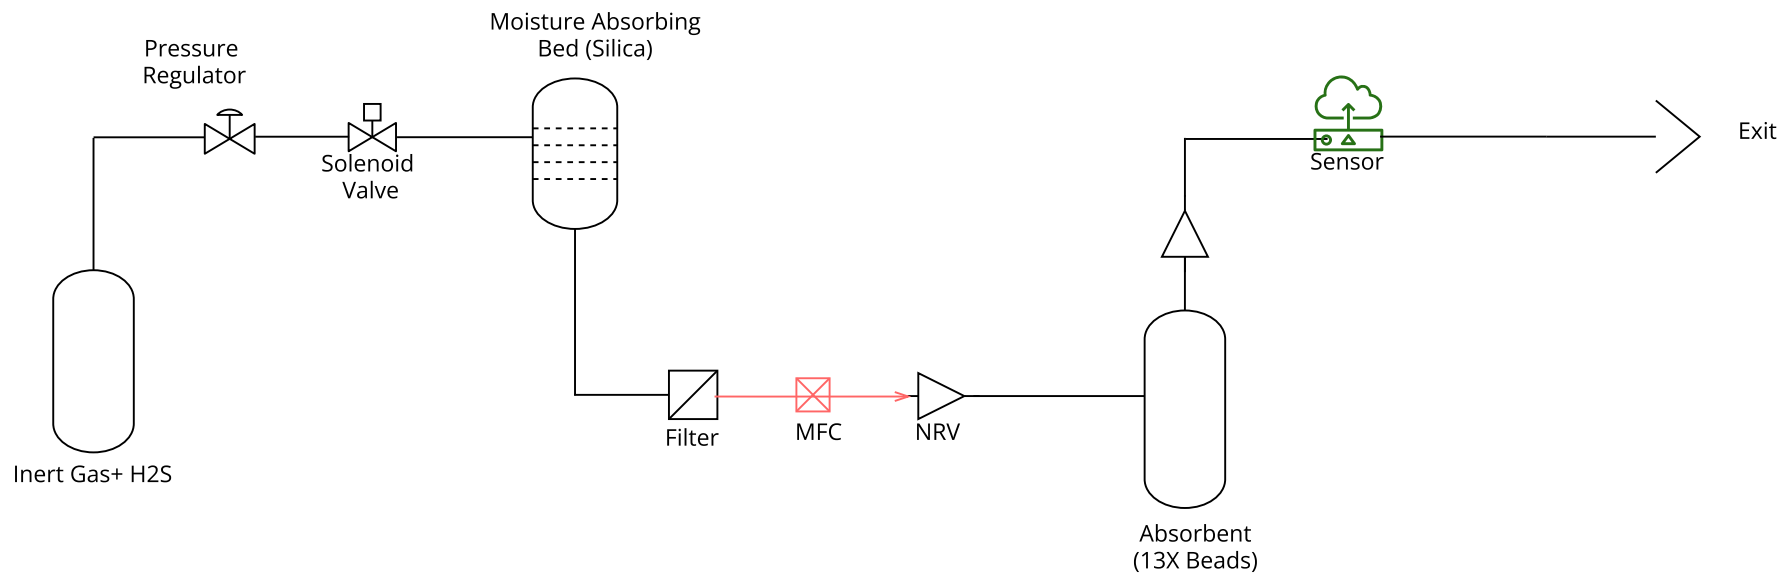 Moisture Absorbing
Bed (Silica)
Pressure
Regulator
Solenoid
Valve
Sensor
Exit
Inert Gas+ H2S
Filter
MFC
NRV
Absorbent
(13X Beads)